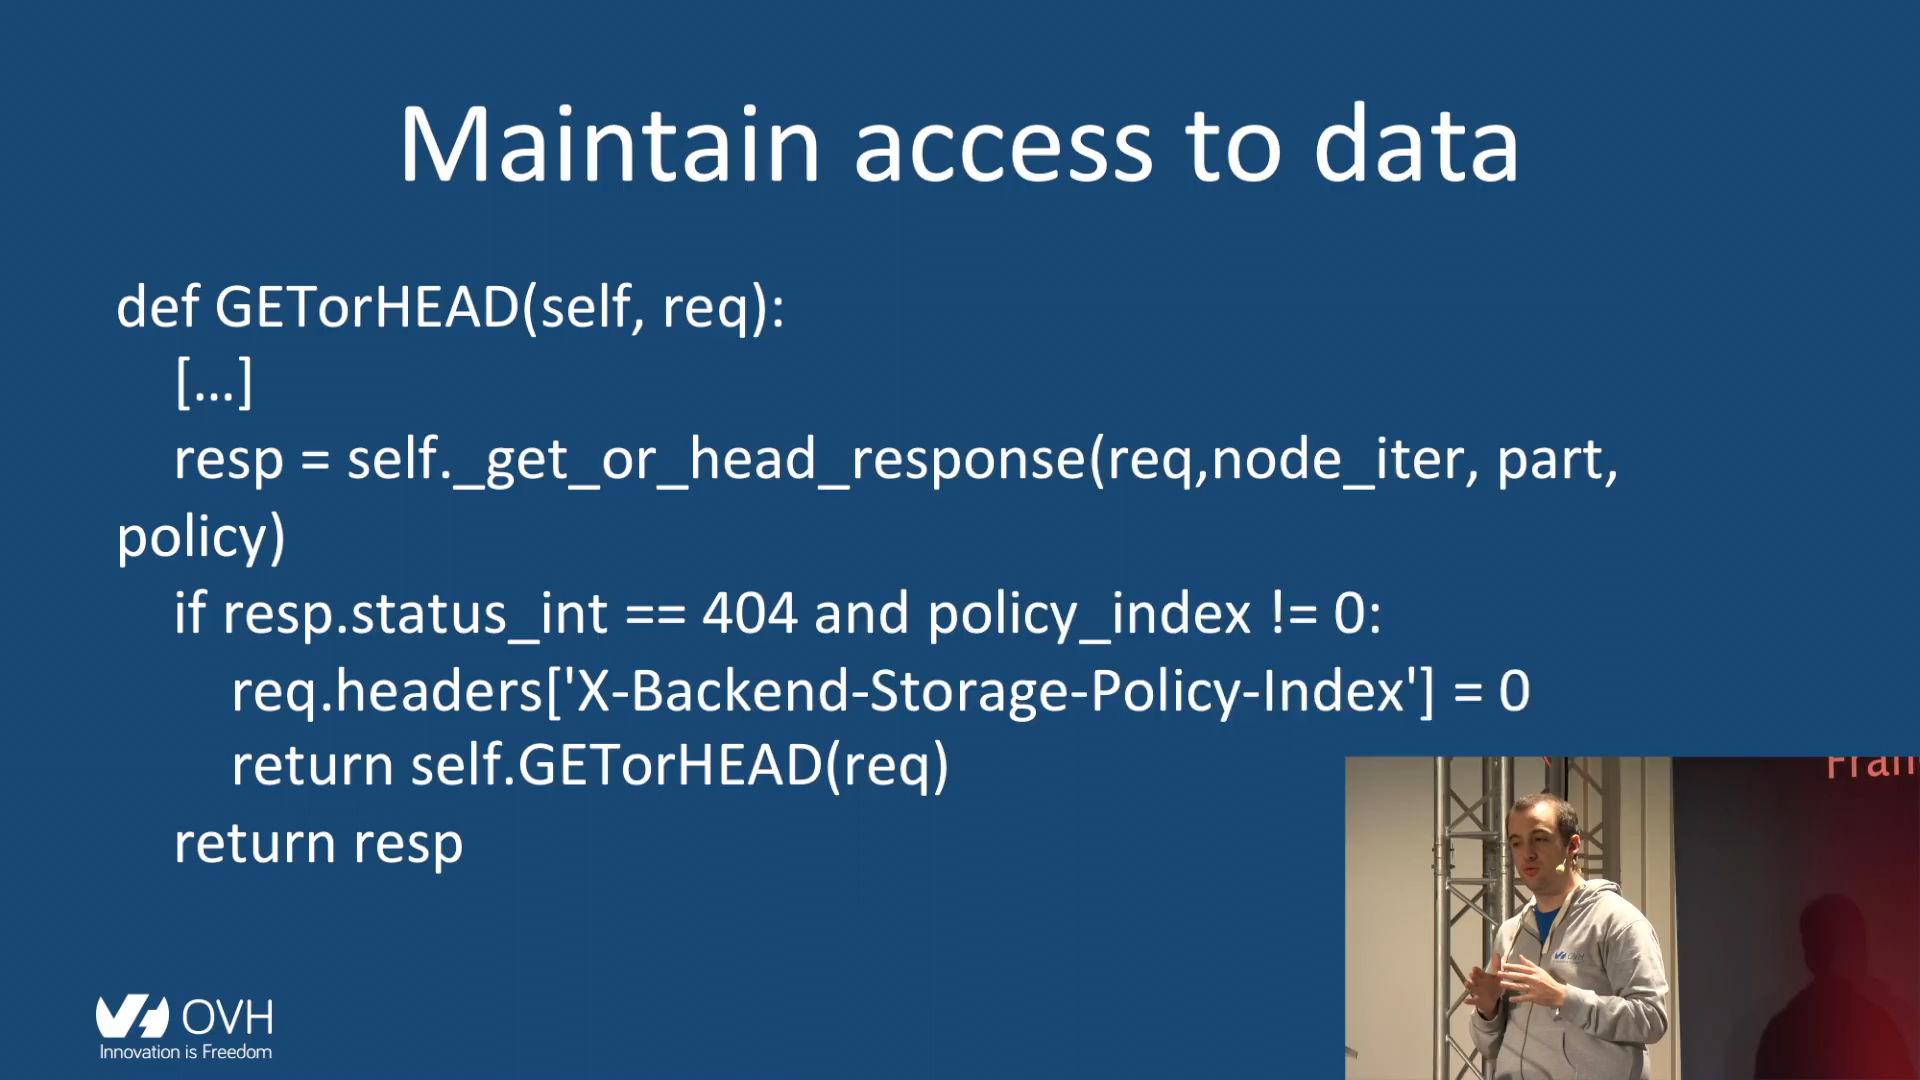 Maintain access to data
def GETorHEAD(self, req):
[...]
resp = self._get_or_head_response(req,node_iter, part,
policy)
if resp.status_int == 404 and policy_index != 0:
req.headers['X-Backend-Storage-Policy-Index'] = 0
return self.GETorHEAD(req)
return resp
OVH
Innovation is Freedom
OVH